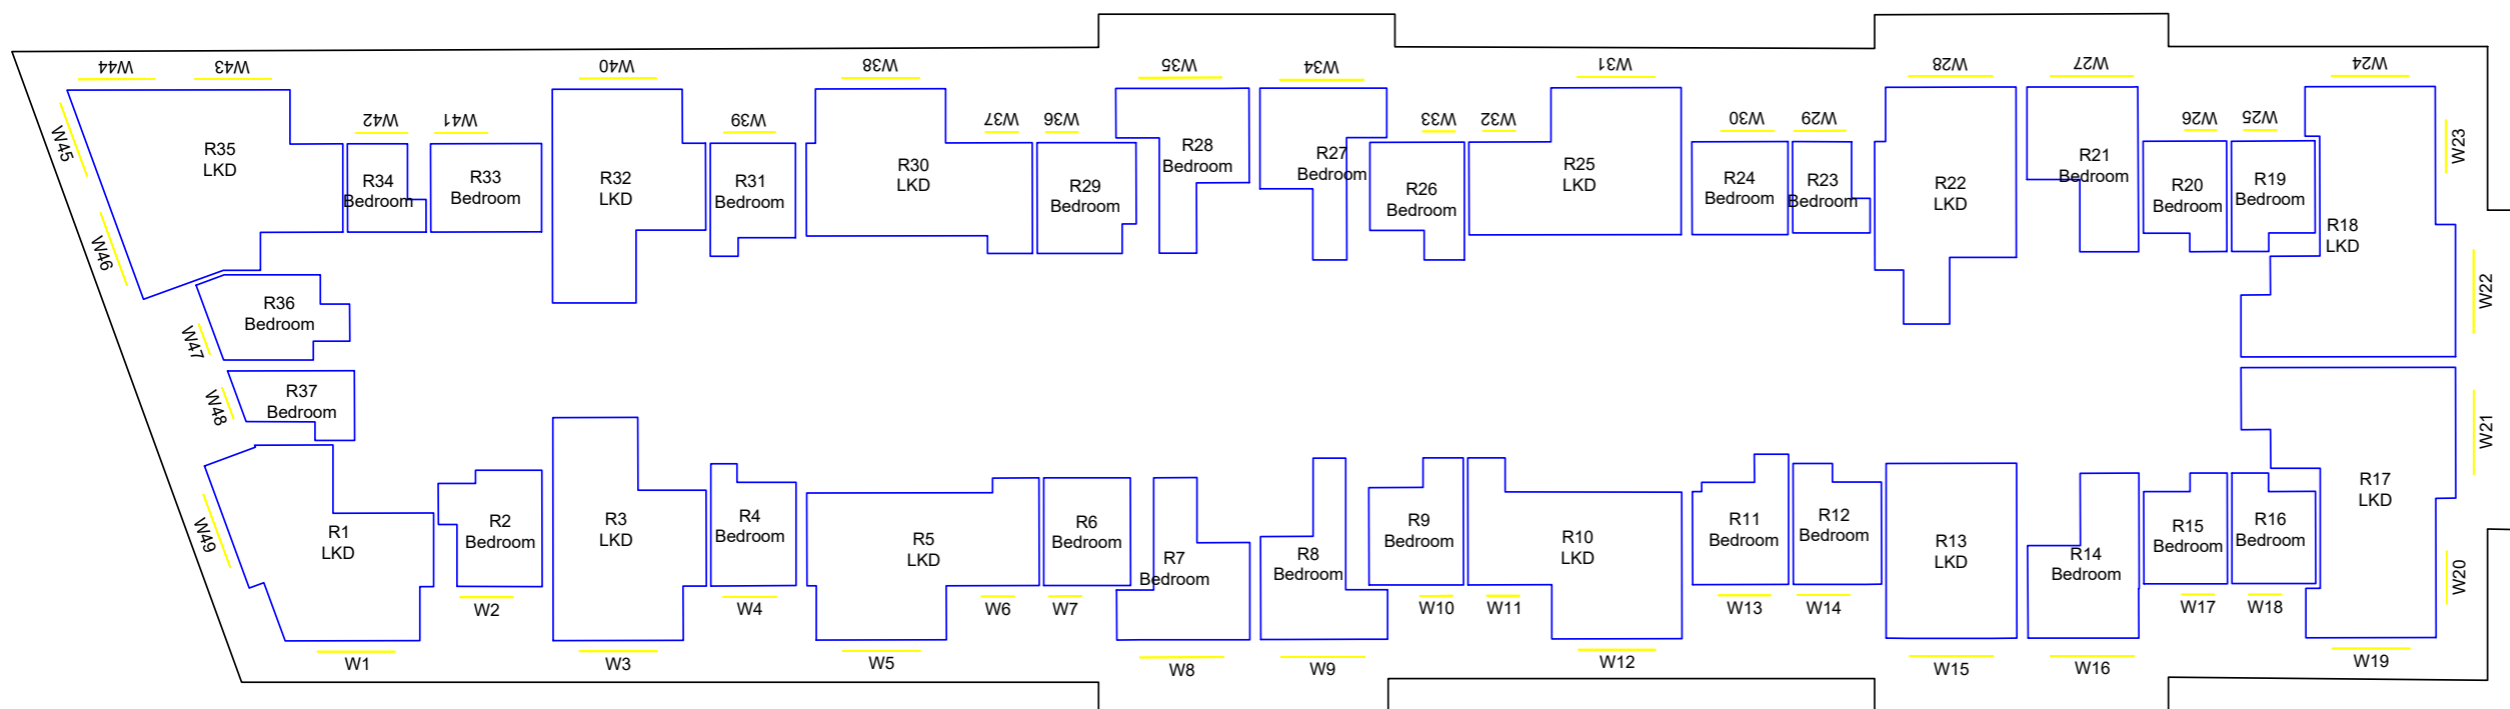 W44
W43
W40
W38
W35
W34
W31
W28
W27
W24
W42
W41
W39
W37
W36
W33
W32
W30
W29
W26
W25
W45
W23
R35
LKD
R34
Bedroom
R33
Bedroom
R32
LKD
R31
Bedroom
R30
LKD
R29
Bedroom
R28
Bedroom
R27
Bedroom
R26
Bedroom
R25
LKD
R24
Bedroom
R23
Bedroom
R22
LKD
R21
Bedroom
R20
Bedroom
R19
Bedroom
R18
LKD
W46
W22
R36
Bedroom
W47
R37
Bedroom
W48
W21
W49
R1
LKD
R2
Bedroom
R3
LKD
R4
Bedroom
R5
LKD
R6
Bedroom
R7
Bedroom
R8
Bedroom
R9
Bedroom
R10
LKD
R11
Bedroom
R12
Bedroom
R13
LKD
R14
Bedroom
R15
Bedroom
R16
Bedroom
R17
LKD
W20
W2
W4
W6
W7
W10
W11
W13
W14
W17
W18
W1
W3
W5
W8
W9
W12
W15
W16
W19